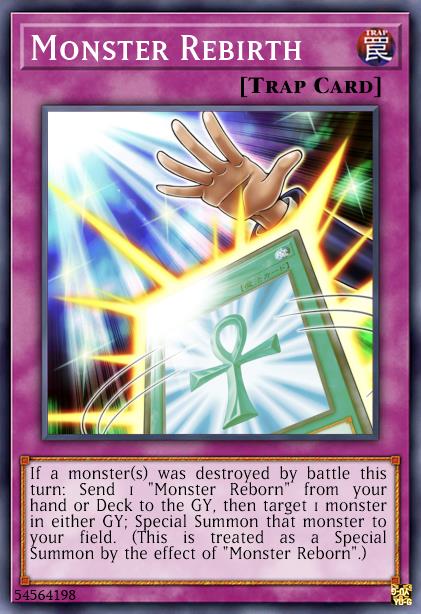 Monster Rebirth
TRAP
罠
[Trap Card]
If a monster(s) was destroyed by battle this
turn: Send 1 "Monster Reborn" from your
hand or Deck to the GY, then target 1 monster
in either GY; Special Summon that monster to
your field. (This is treated as a Special
Summon by the effect of "Monster Reborn".)
54564198